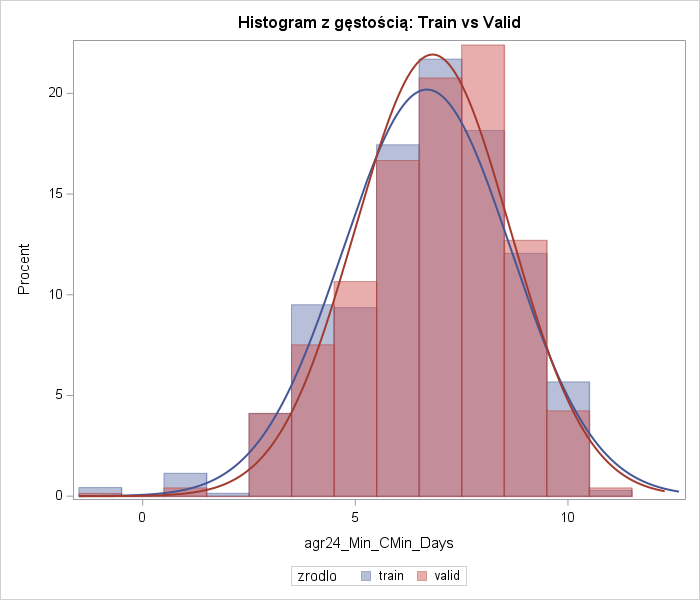 Histogram z gęstością: Train vs Valid
Procent
20
15
10
5
0
0 5 10
agr24_Min_CMin_Days
zrodlo train valid